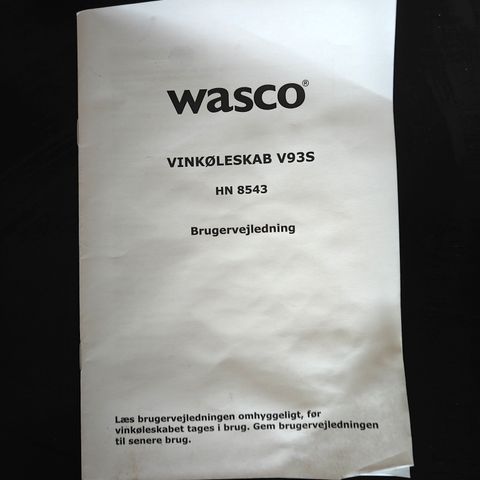 wasco®
VINKØLESKAB V93S
HN 8543
Brugervejledning
Læs brugervejledningen omhyggeligt, før
vinkøleskabet tages i brug. Gem brugervejledningen
til senere brug.